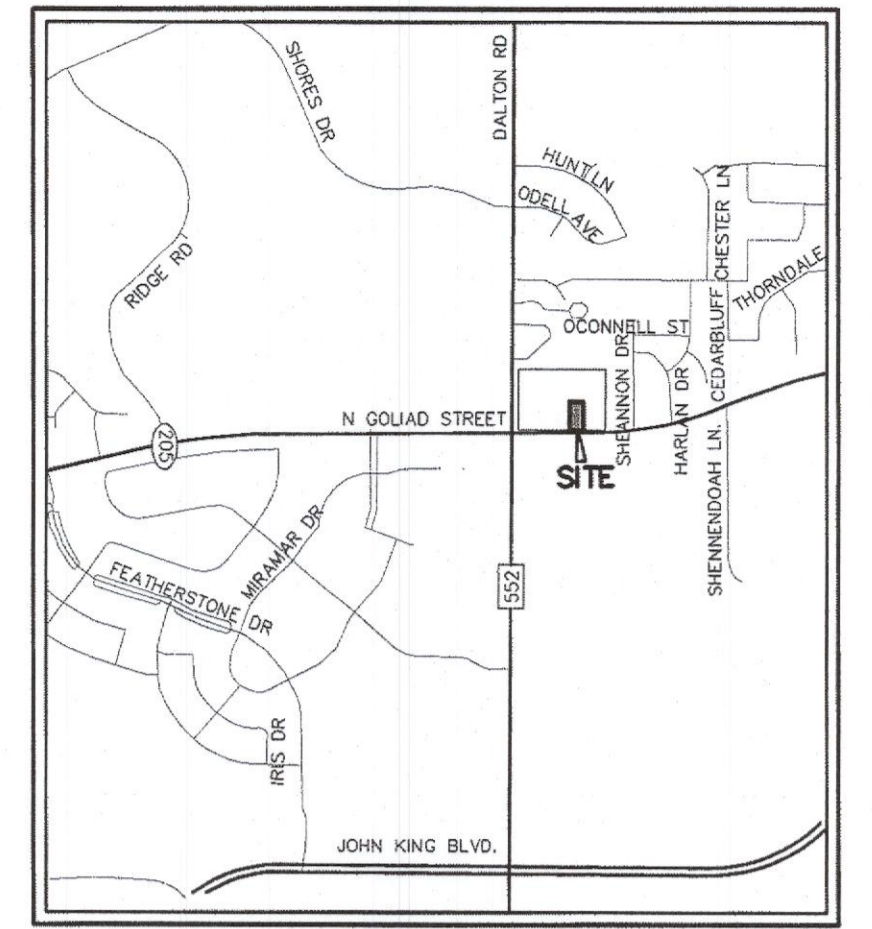 SHORES DR
DALTON RD
HUNT LN
ODELL AVE
CHESTER LN
RIDGE RD
THORNDALE
CEDARBLUFF
OCONNELL ST
SHEANNON DR
HARLAN DR
N GOLIAD STREET
205
SITE
SHENNENDOAH LN.
MIRAMAR DR
FEATHERSTONE DR
552
IRIS DR
JOHN KING BLVD.